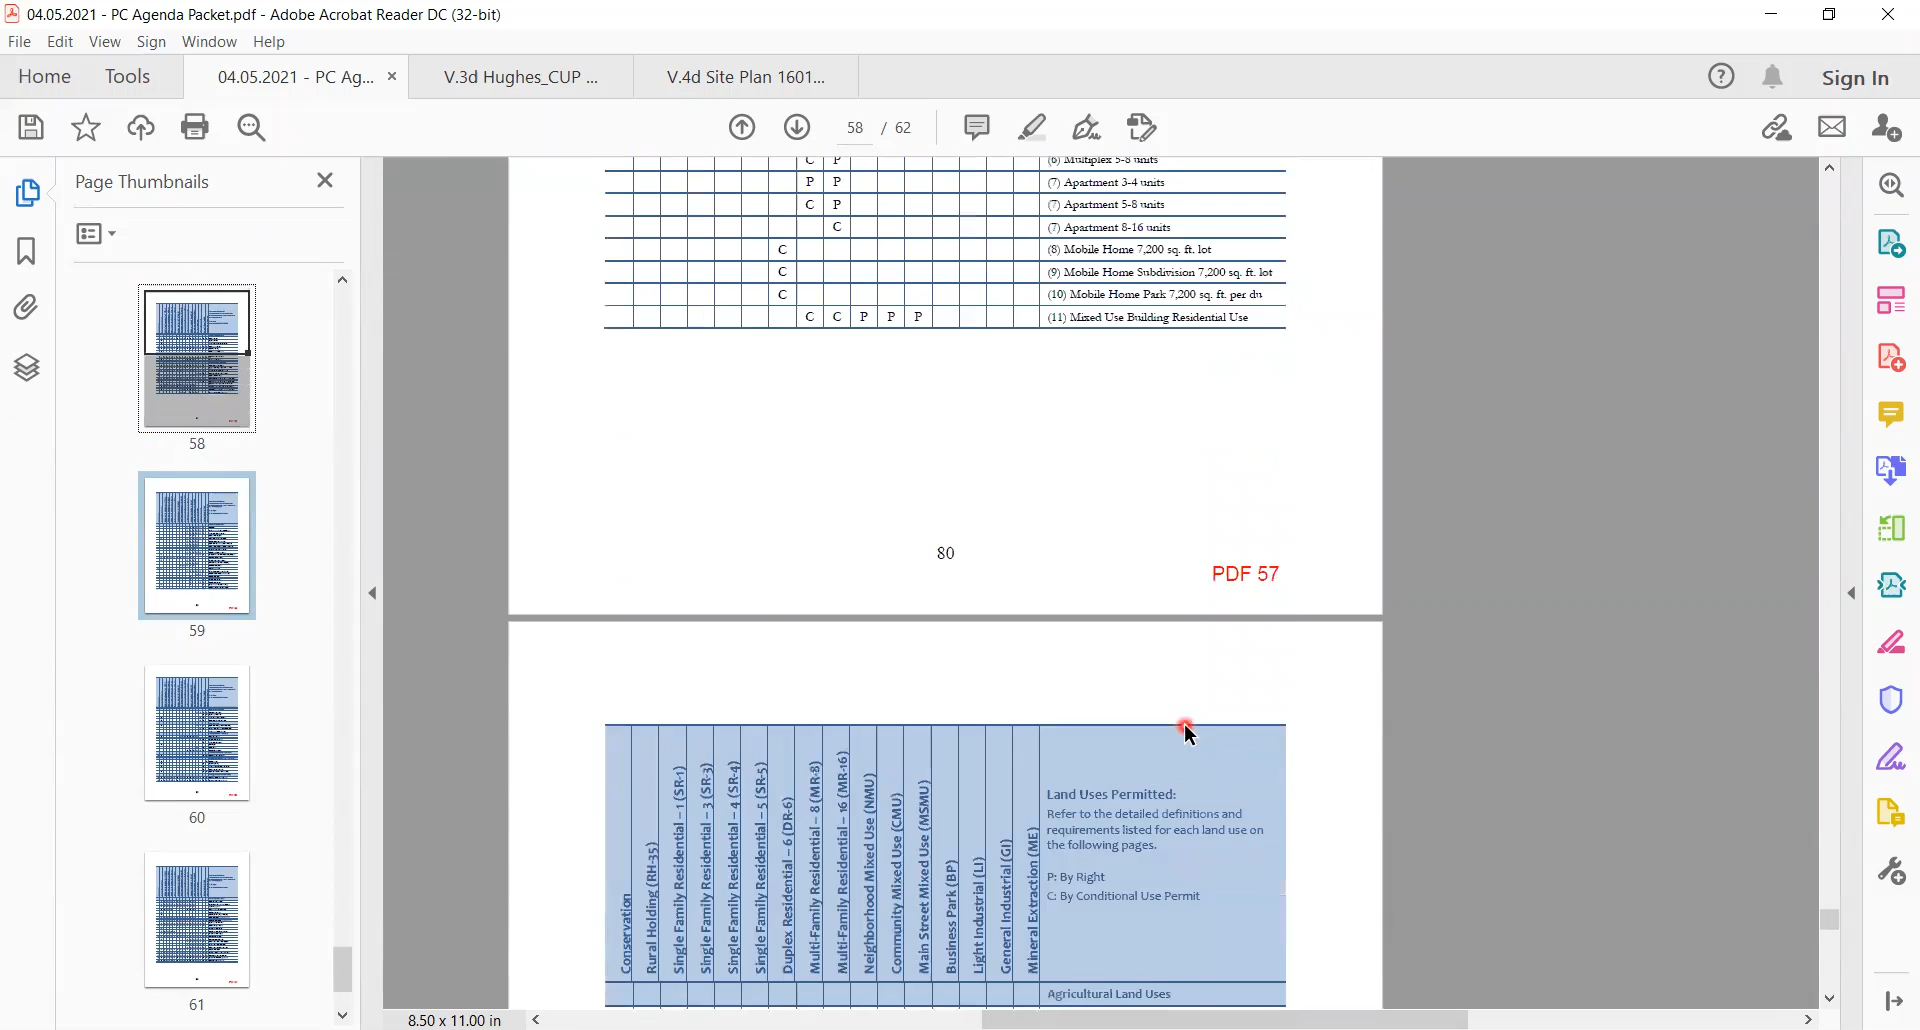 04.05.2021 - PC Agenda Packet.pdf - Adobe Acrobat Reader DC (32-bit)
File Edit View Sign Window Help
Home Tools 04.05.2021 - PC Ag... V.3d Hughes_CUP ... V.4d Site Plan 1601... Sign In
58 / 62
Page Thumbnails
58
59
60
61
C P (6) Multiplex 5-8 units
P P (7) Apartment 3-4 units
C P (7) Apartment 5-8 units
C (7) Apartment 8-16 units
C (8) Mobile Home 7,200 sq. ft. lot
C (9) Mobile Home Subdivision 7,200 sq. ft. lot
C (10) Mobile Home Park 7,200 sq. ft. per du
C C P P P (11) Mixed Use Building Residential Use
80
PDF 57
Conservation
Rural Holding (RH-35)
Single Family Residential – 1 (SR-1)
Single Family Residential – 3 (SR-3)
Single Family Residential – 4 (SR-4)
Single Family Residential – 5 (SR-5)
Duplex Residential – 6 (DR-6)
Multi-Family Residential – 8 (MR-8)
Multi-Family Residential – 16 (MR-16)
Neighborhood Mixed Use (NMU)
Community Mixed Use (CMU)
Main Street Mixed Use (MSMU)
Business Park (BP)
Light Industrial (LI)
General Industrial (GI)
Mineral Extraction (ME)
Land Uses Permitted:
Refer to the detailed definitions and
requirements listed for each land use on
the following pages.
P: By Right
C: By Conditional Use Permit
Agricultural Land Uses
8.50 x 11.00 in